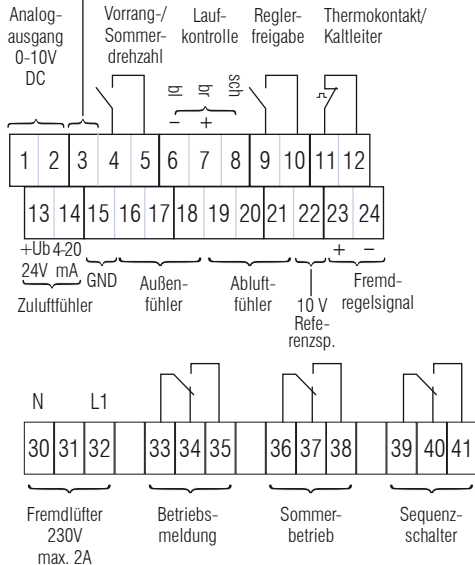 Analog-
ausgang
0-10V
DC
Vorrang-/
Sommer-
drehzahl
Lauf-
kontrolle
Regler-
freigabe
Thermokontakt/
Kaltleiter
bl br sch
− +
1 2 3 4 5 6 7 8 9 10 11 12
13 14 15 16 17 18 19 20 21 22 23 24
+Ub 4-20
24V mA
Zuluftfühler
GND
Außen-
fühler
Abluft-
fühler
10 V
Refe-
renzsp.
+ −
Fremd-
regelsignal
N L1
30 31 32 33 34 35 36 37 38 39 40 41
Fremdlüfter
230V
max. 2A
Betriebs-
meldung
Sommer-
betrieb
Sequenz-
schalter